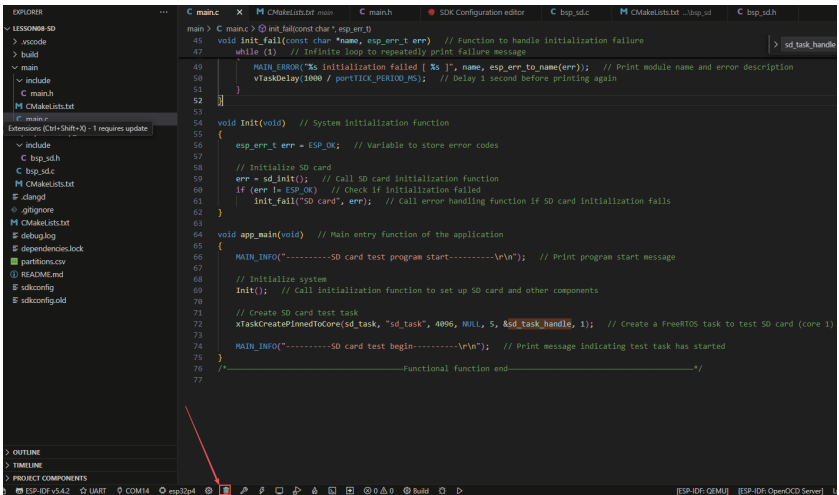 EXPLORER
LESSON08-SD
.vscode
build
main
include
C main.h
CMakeLists.txt
C main.c
Extensions (Ctrl+Shift+X) - 1 requires update
include
C bsp_sd.h
C bsp_sd.c
CMakeLists.txt
.clangd
.gitignore
CMakeLists.txt
debug.log
dependencies.lock
partitions.csv
README.md
sdkconfig
sdkconfig.old
OUTLINE
TIMELINE
PROJECT COMPONENTS
C main.c X M CMakeLists.txt main C main.h SDK Configuration editor C bsp_sd.c M CMakeLists.txt ...\bsp_sd C bsp_sd.h
main > C main.c > init_fail(const char *, esp_err_t)
sd_task_handle
45 void init_fail(const char *name, esp_err_t err) // Function to handle initialization failure
47 while (1) // Infinite loop to repeatedly print failure message
49 MAIN_ERROR("%s initialization failed [ %s ]", name, esp_err_to_name(err)); // Print module name and error description
50 vTaskDelay(1000 / portTICK_PERIOD_MS); // Delay 1 second before printing again
51 }
52 }
53
54 void Init(void) // System initialization function
55 {
56 esp_err_t err = ESP_OK; // Variable to store error codes
57
58 // Initialize SD card
59 err = sd_init(); // Call SD card initialization function
60 if (err != ESP_OK) // Check if initialization failed
61 init_fail("SD card", err); // Call error handling function if SD card initialization fails
62 }
63
64 void app_main(void) // Main entry function of the application
65 {
66 MAIN_INFO("----------SD card test program start----------\r\n"); // Print program start message
67
68 // Initialize system
69 Init(); // Call initialization function to set up SD card and other components
70
71 // Create SD card test task
72 xTaskCreatePinnedToCore(sd_task, "sd_task", 4096, NULL, 5, &sd_task_handle, 1); // Create a FreeRTOS task to test SD card (core 1)
73
74 MAIN_INFO("----------SD card test begin----------\r\n"); // Print message indicating test task has started
75 }
76 /*————————————————Functional function end————————————————*/
77
ESP-IDF v5.4.2 UART COM14 esp32p4 0 0 Build [ESP-IDF: QEMU] [ESP-IDF: OpenOCD Server]